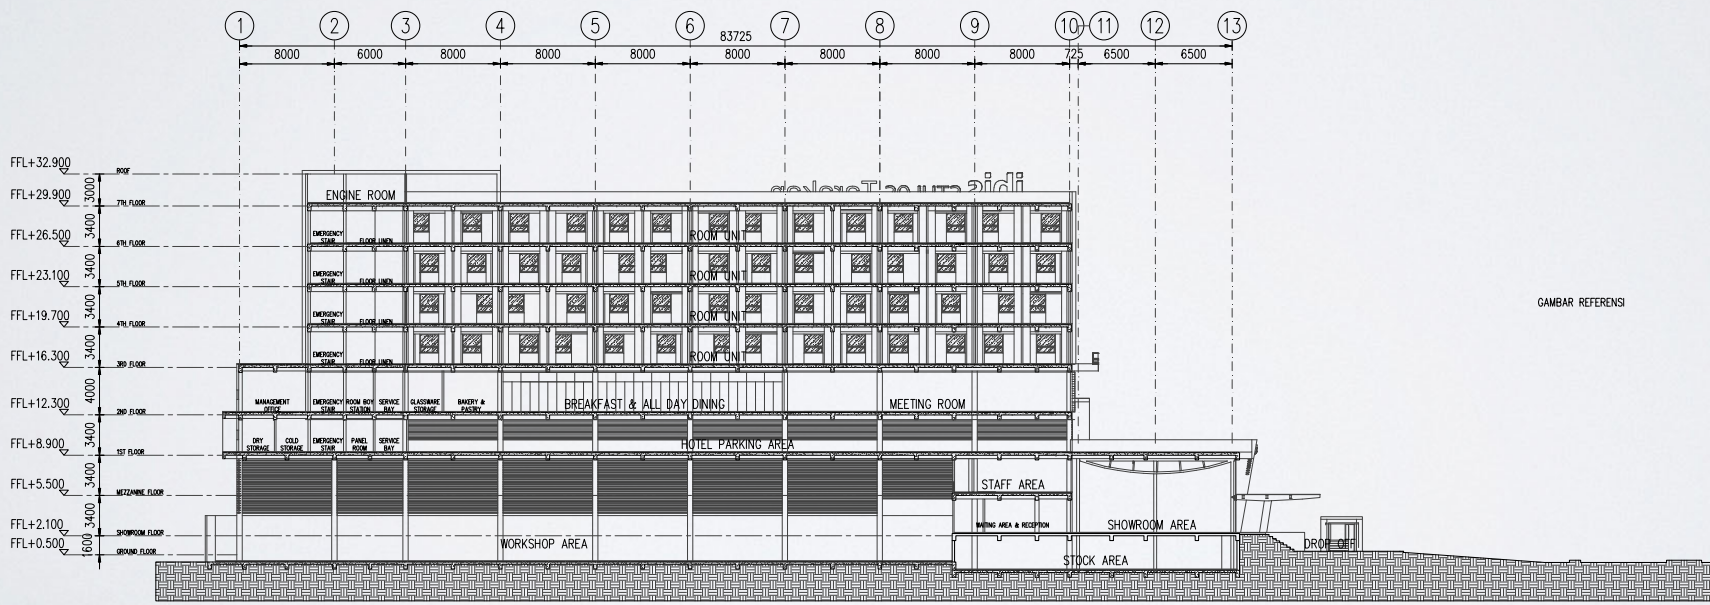 1 2 3 4 5 6 7 8 9 10 11 12 13
83725
8000 6000 8000 8000 8000 8000 8000 8000 8000 725 6500 6500
FFL+32.900
ROOF
3000
FFL+29.900
7TH FLOOR
ENGINE ROOM
ibis
3400
EMERGENCY STAIR
FLOOR LINEN
ROOM UNIT
FFL+26.500
6TH FLOOR
3400
EMERGENCY STAIR
FLOOR LINEN
ROOM UNIT
FFL+23.100
5TH FLOOR
3400
EMERGENCY STAIR
FLOOR LINEN
ROOM UNIT
GAMBAR REFERENSI
FFL+19.700
4TH FLOOR
3400
EMERGENCY STAIR
FLOOR LINEN
ROOM UNIT
FFL+16.300
3RD FLOOR
4000
MANAGEMENT OFFICE
EMERGENCY STAIR
ROOM BOY STATION
SERVICE BAY
GLASSWARE STORAGE
BAKERY & PASTRY
BREAKFAST & ALL DAY DINING
MEETING ROOM
FFL+12.300
2ND FLOOR
3400
DRY STORAGE
COLD STORAGE
EMERGENCY STAIR
PANEL ROOM
SERVICE BAY
HOTEL PARKING AREA
FFL+8.900
1ST FLOOR
3400
STAFF AREA
FFL+5.500
MEZZANINE FLOOR
3400
WAITING AREA & RECEPTION
SHOWROOM AREA
FFL+2.100
SHOWROOM FLOOR
1600
WORKSHOP AREA
DROP OFF
FFL+0.500
GROUND FLOOR
STOCK AREA